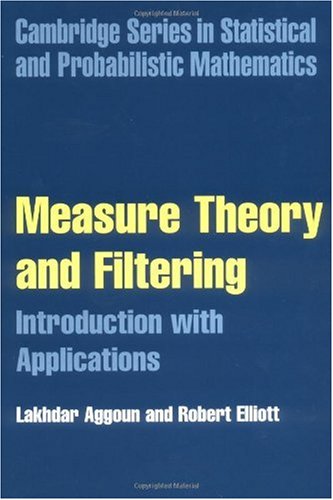 Cambridge Series in Statistical
and Probabilistic Mathematics
Measure Theory
and Filtering
Introduction with
Applications
Lakhdar Aggoun and Robert Elliott